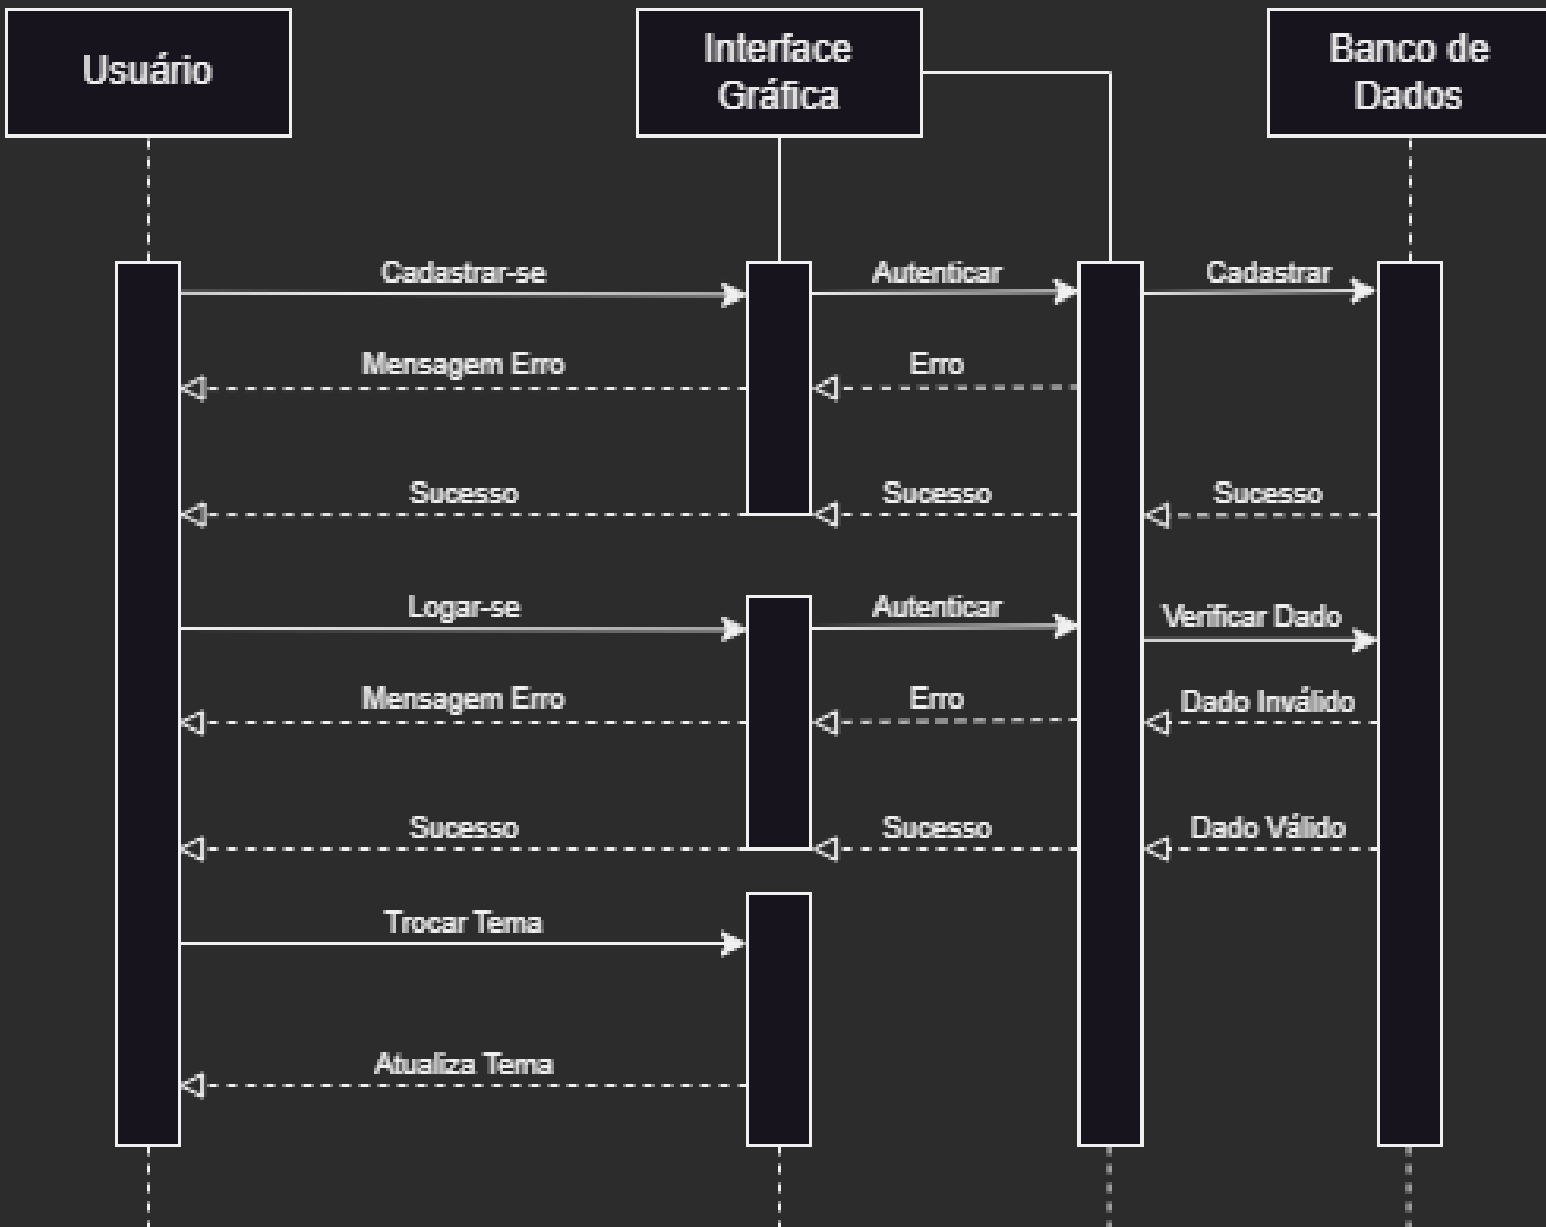 Usuário
Interface
Gráfica
Banco de
Dados
Cadastrar-se
Autenticar
Cadastrar
Mensagem Erro
Erro
Sucesso
Sucesso
Sucesso
Logar-se
Autenticar
Verificar Dado
Mensagem Erro
Erro
Dado Inválido
Sucesso
Sucesso
Dado Válido
Trocar Tema
Atualiza Tema